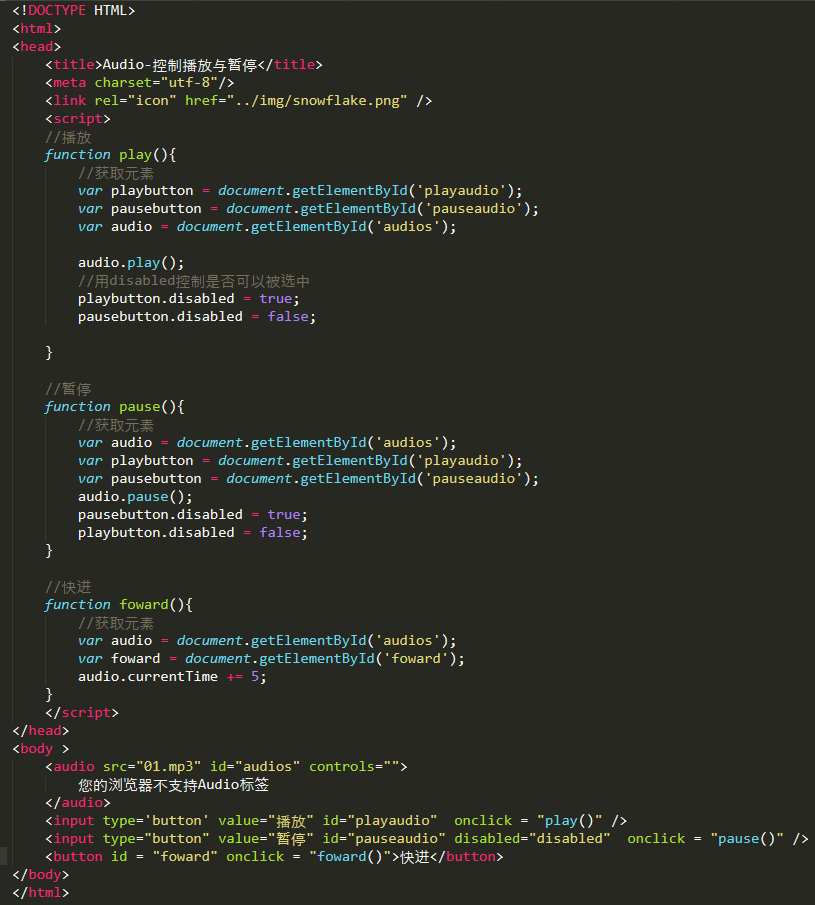 <!DOCTYPE HTML>
<html>
<head>
    <title>Audio-控制播放与暂停</title>
    <meta charset="utf-8"/>
    <link rel="icon" href="../img/snowflake.png" />
    <script>
    //播放
    function play(){
        //获取元素
        var playbutton = document.getElementById('playaudio');
        var pausebutton = document.getElementById('pauseaudio');
        var audio = document.getElementById('audios');

        audio.play();
        //用disabled控制是否可以被选中
        playbutton.disabled = true;
        pausebutton.disabled = false;

    }

    //暂停
    function pause(){
        //获取元素
        var audio = document.getElementById('audios');
        var playbutton = document.getElementById('playaudio');
        var pausebutton = document.getElementById('pauseaudio');
        audio.pause();
        pausebutton.disabled = true;
        playbutton.disabled = false;
    }

    //快进
    function foward(){
        //获取元素
        var audio = document.getElementById('audios');
        var foward = document.getElementById('foward');
        audio.currentTime += 5;
    }
    </script>
</head>
<body >
    <audio src="01.mp3" id="audios" controls="">
        您的浏览器不支持Audio标签
    </audio>
    <input type='button' value="播放" id="playaudio"  onclick = "play()" />
    <input type="button" value="暂停" id="pauseaudio" disabled="disabled"  onclick = "pause()" />
    <button id = "foward" onclick = "foward()">快进</button>
</body>
</html>